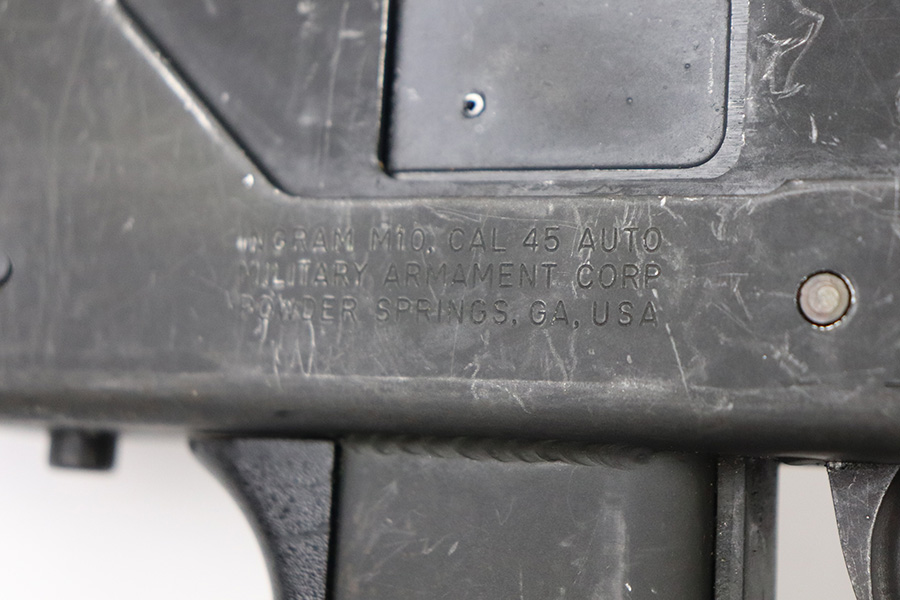 INGRAM M10, CAL 45 AUTO
MILITARY ARMAMENT CORP
POWDER SPRINGS, GA, USA